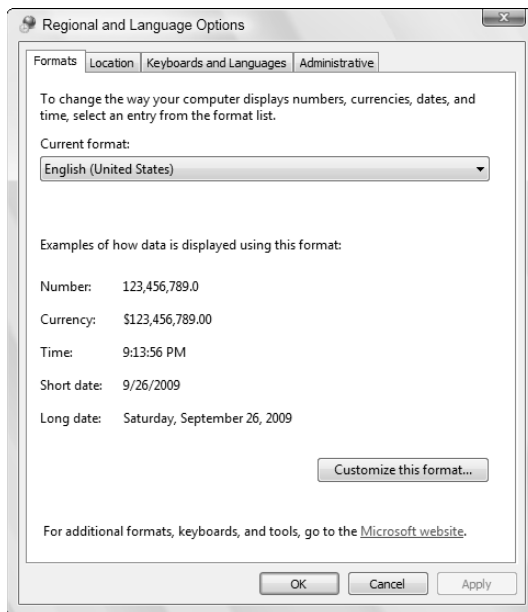 Regional and Language Options
x
Formats Location Keyboards and Languages Administrative
To change the way your computer displays numbers, currencies, dates, and
time, select an entry from the format list.
Current format:
English (United States)
Examples of how data is displayed using this format:
Number: 123,456,789.0
Currency: $123,456,789.00
Time: 9:13:56 PM
Short date: 9/26/2009
Long date: Saturday, September 26, 2009
Customize this format...
For additional formats, keyboards, and tools, go to the Microsoft website.
OK Cancel Apply